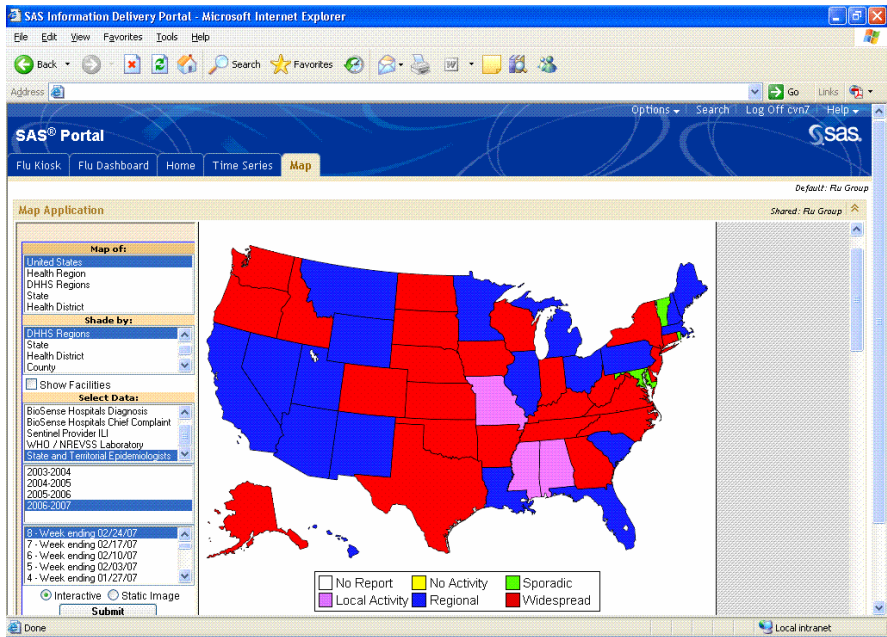 SAS Information Delivery Portal - Microsoft Internet Explorer
File Edit View Favorites Tools Help
Back Search Favorites
Address Go Links
Options Search Log Off cvn7 Help
SAS® Portal
sas.
Flu Kiosk Flu Dashboard Home Time Series Map
Default: Flu Group
Map Application
Shared: Flu Group
Map of:
United States
Health Region
DHHS Regions
State
Health District
Shade by:
DHHS Regions
State
Health District
County
Show Facilities
Select Data:
BioSense Hospitals Diagnosis
BioSense Hospitals Chief Complaint
Sentinel Provider ILI
WHO / NREVSS Laboratory
State and Territorial Epidemiologists
2003-2004
2004-2005
2005-2006
2006-2007
8 - Week ending 02/24/07
7 - Week ending 02/17/07
6 - Week ending 02/10/07
5 - Week ending 02/03/07
4 - Week ending 01/27/07
Interactive Static Image
Submit
No Report No Activity Sporadic
Local Activity Regional Widespread
Done Local intranet